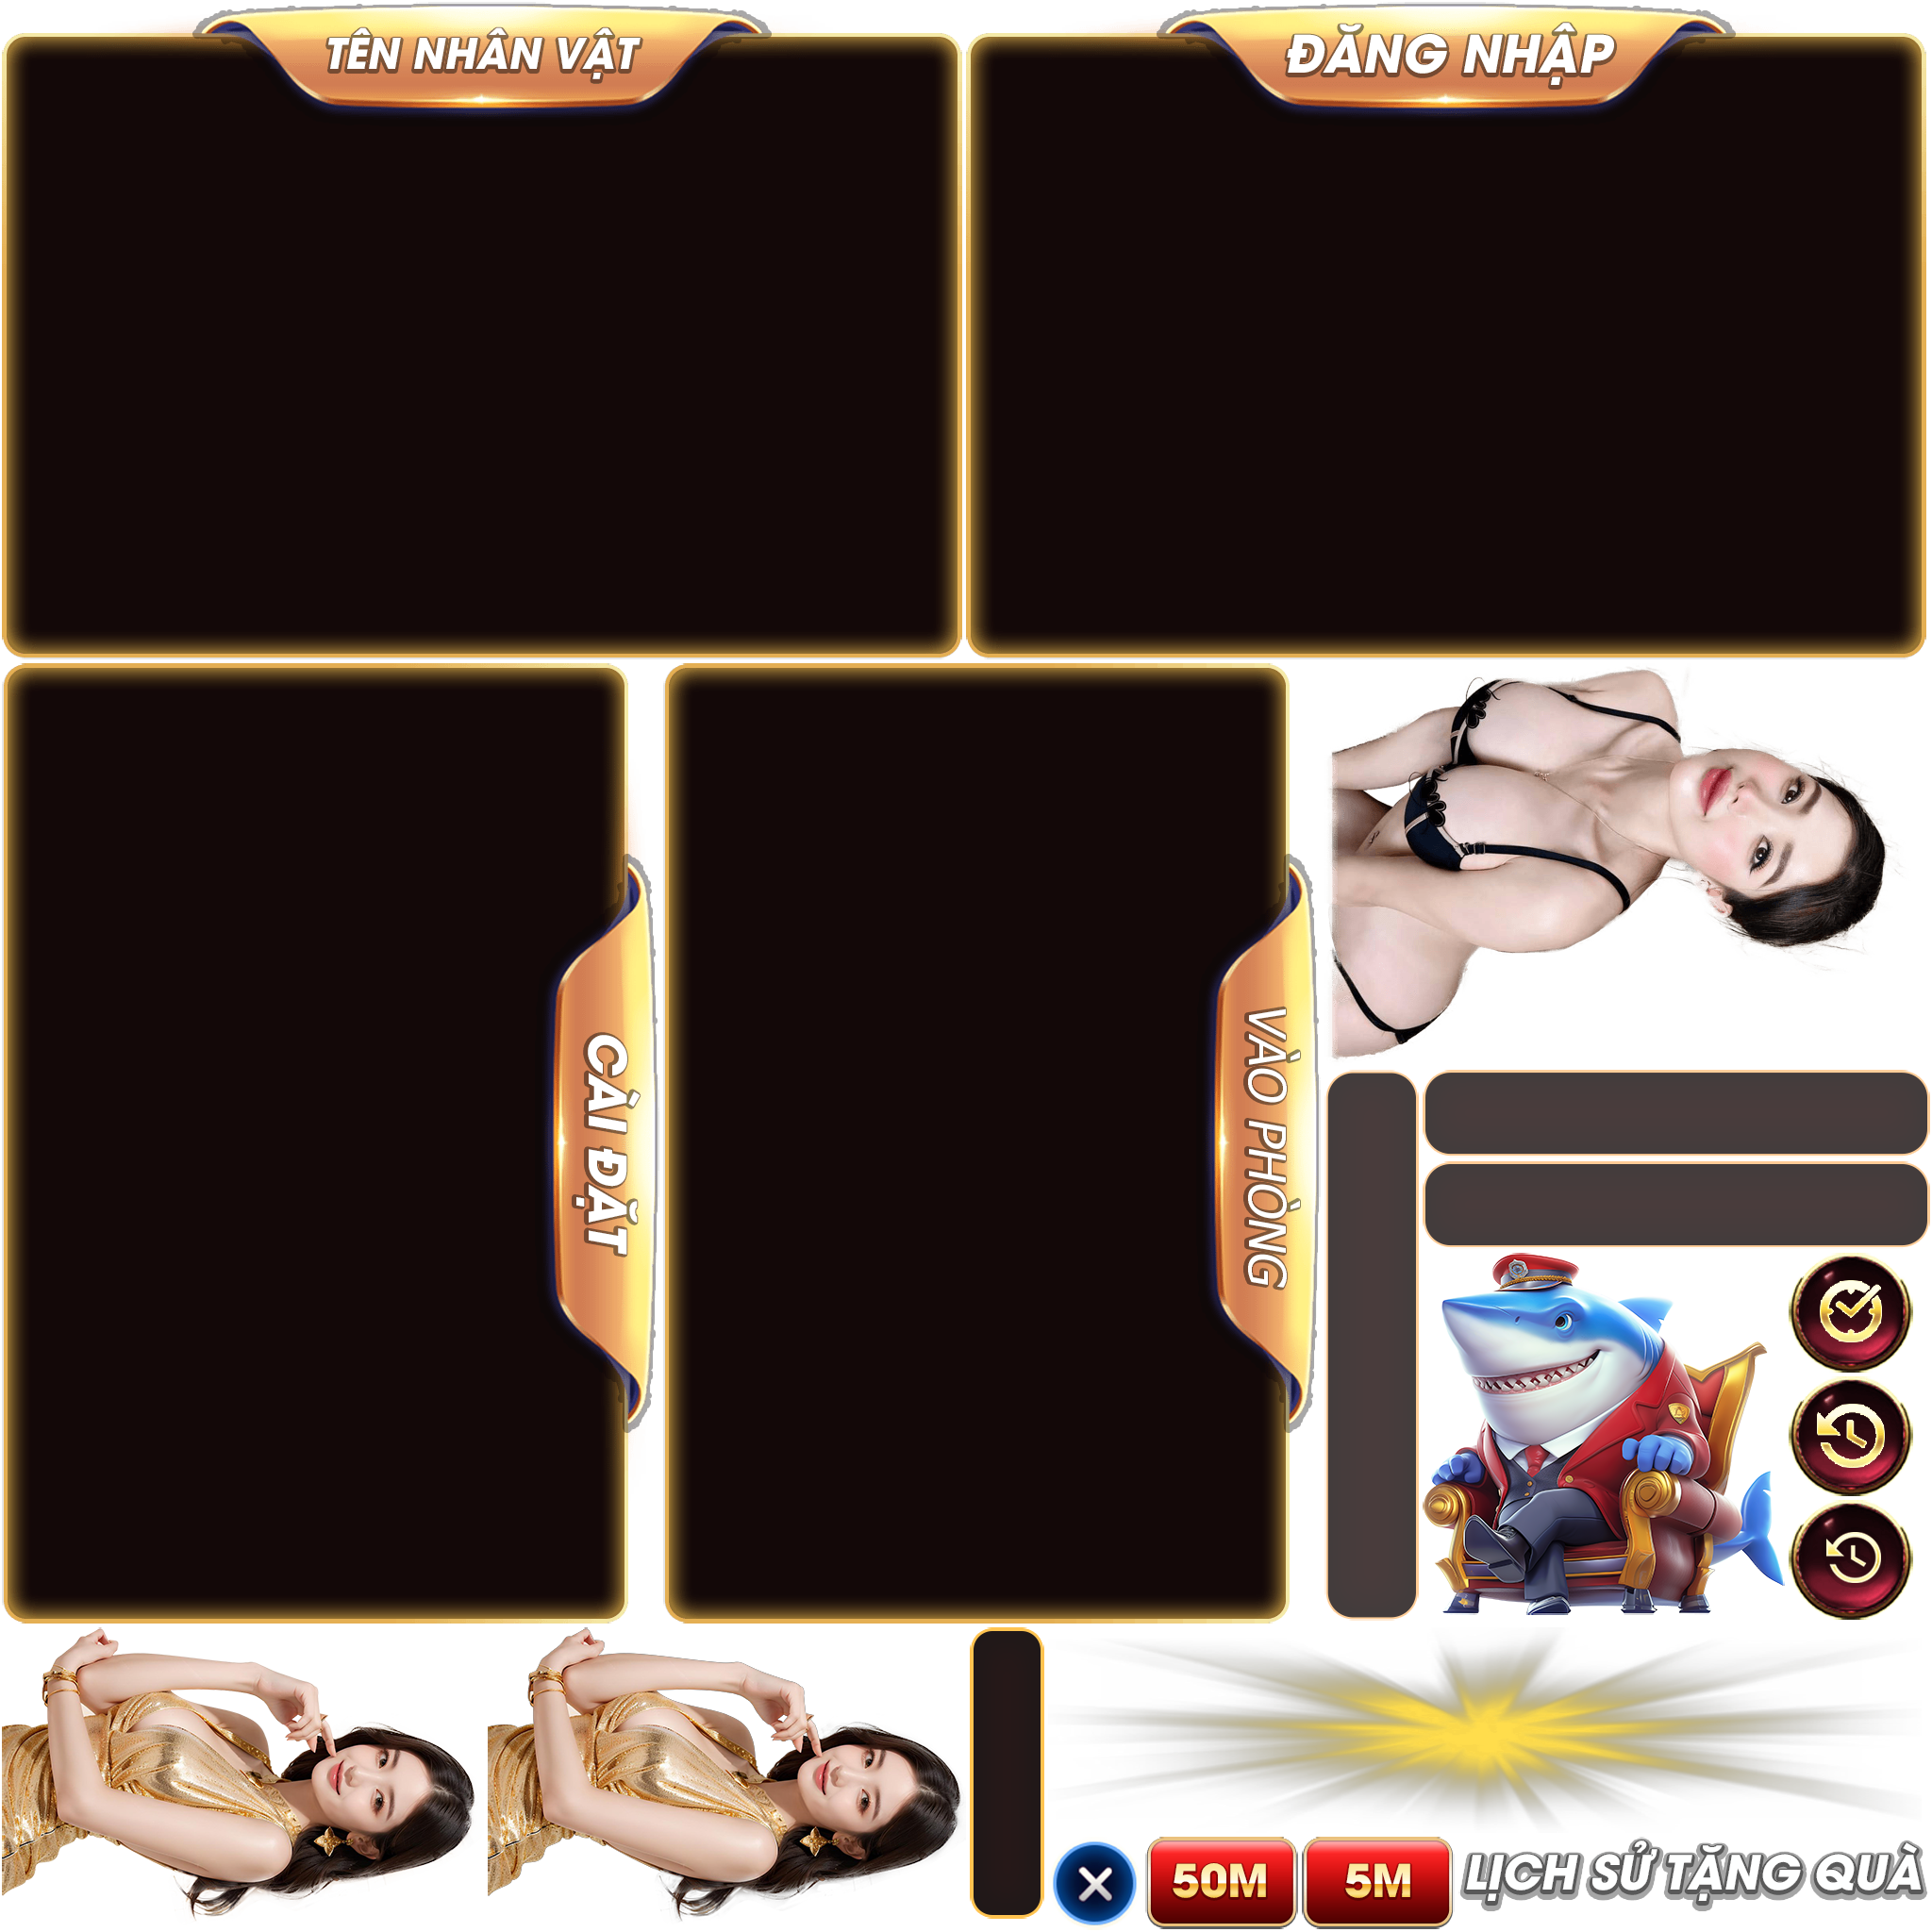 TÊN NHÂN VẬT
ĐĂNG NHẬP
CÀI ĐẶT
VÀO PHÒNG
50M
5M
LỊCH SỬ TẶNG QUÀ